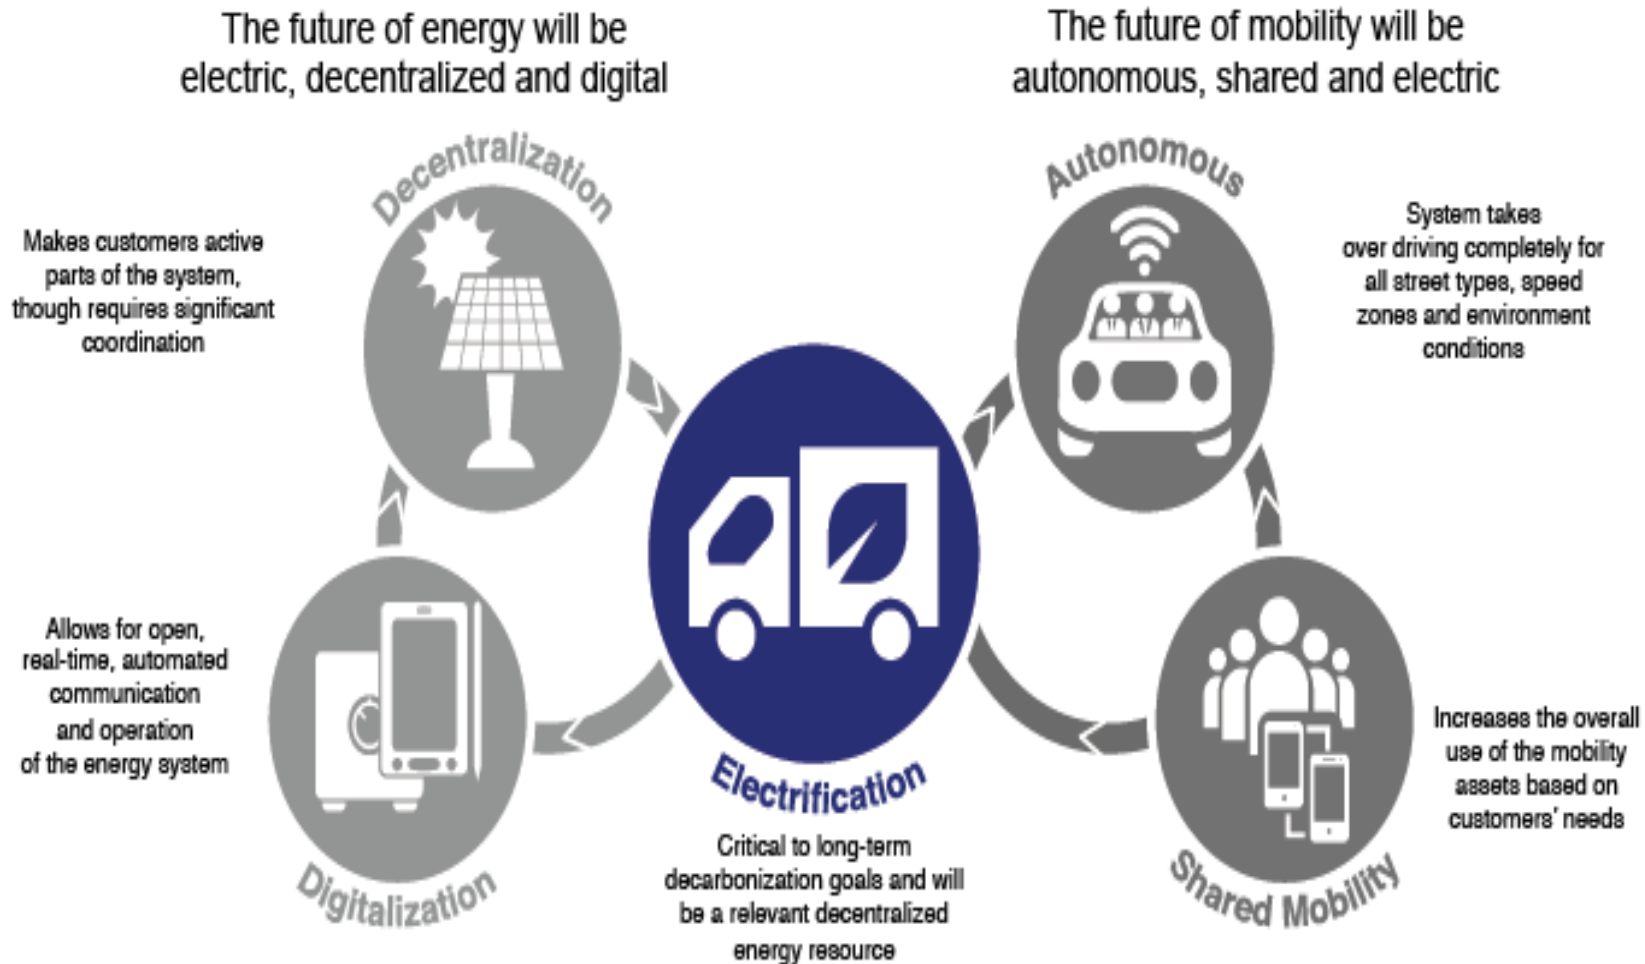 The future of energy will be
electric, decentralized and digital
The future of mobility will be
autonomous, shared and electric
Decentralization
Makes customers active
parts of the system,
though requires significant
coordination
Autonomous
System takes
over driving completely for
all street types, speed
zones and environment
conditions
Allows for open,
real-time, automated
communication
and operation
of the energy system
Digitalization
Electrification
Critical to long-term
decarbonization goals and will
be a relevant decentralized
energy resource
Increases the overall
use of the mobility
assets based on
customers' needs
Shared Mobility